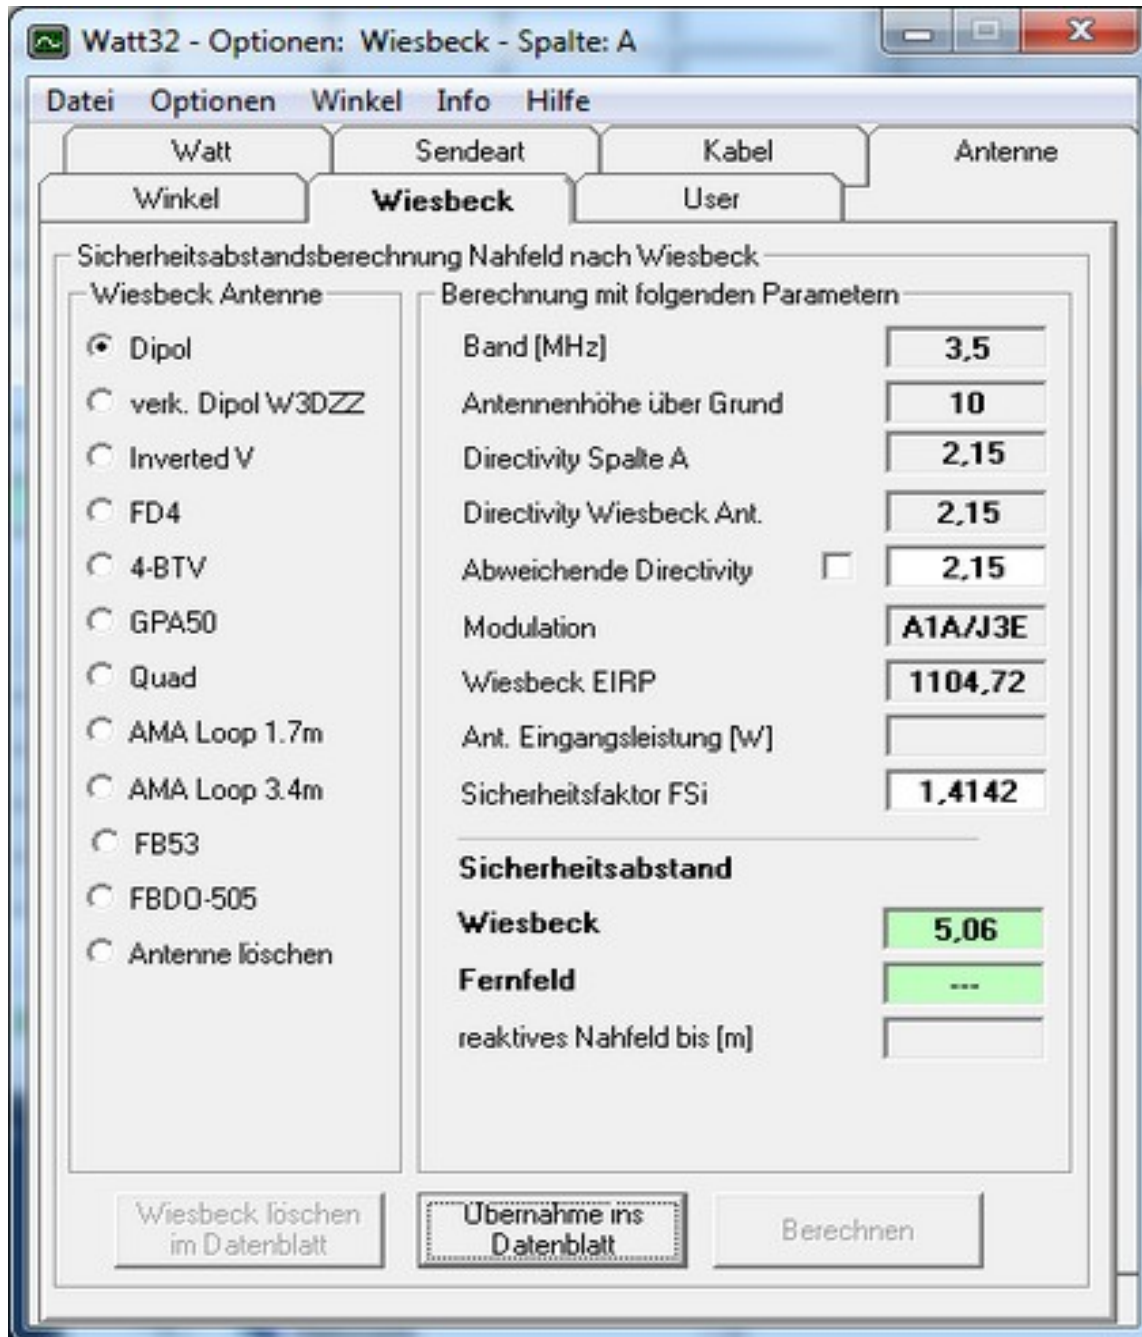 Watt32 - Optionen: Wiesbeck - Spalte: A
Datei Optionen Winkel Info Hilfe
Watt Sendeart Kabel Antenne
Winkel Wiesbeck User
Sicherheitsabstandsberechnung Nahfeld nach Wiesbeck
Wiesbeck Antenne
Dipol
verk. Dipol W3DZZ
Inverted V
FD4
4-BTV
GPA50
Quad
AMA Loop 1.7m
AMA Loop 3.4m
FB53
FBDO-505
Antenne löschen
Berechnung mit folgenden Parametern
Band [MHz] 3,5
Antennenhöhe über Grund 10
Directivity Spalte A 2,15
Directivity Wiesbeck Ant. 2,15
Abweichende Directivity 2,15
Modulation A1A/J3E
Wiesbeck EIRP 1104,72
Ant. Eingangsleistung [W]
Sicherheitsfaktor FSi 1,4142
Sicherheitsabstand
Wiesbeck 5,06
Fernfeld ---
reaktives Nahfeld bis [m]
Wiesbeck löschen
im Datenblatt
Übernahme ins
Datenblatt
Berechnen